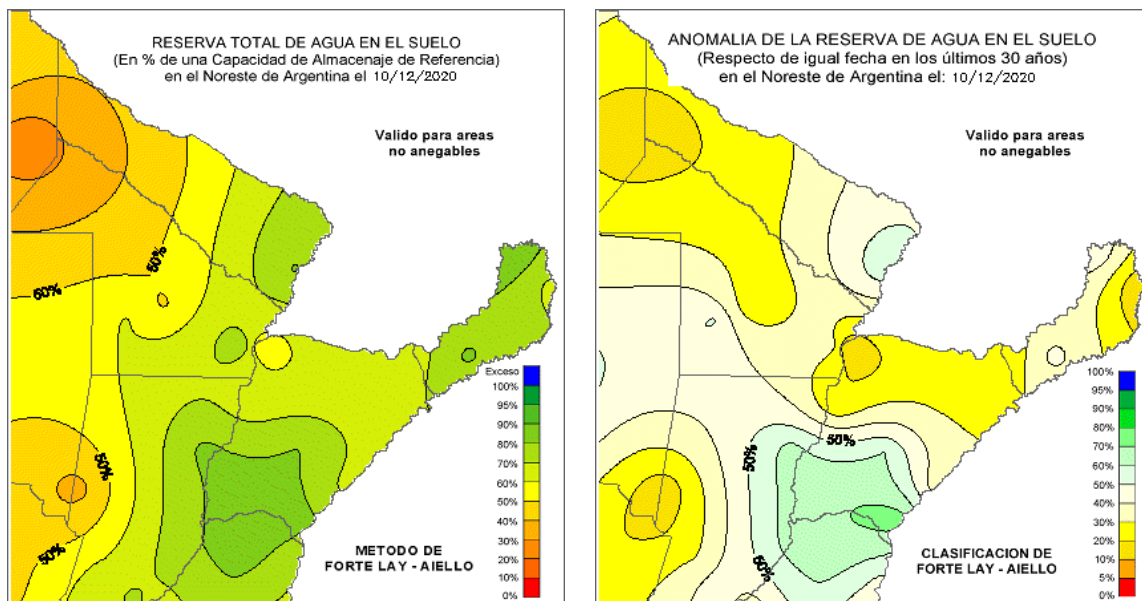 RESERVA TOTAL DE AGUA EN EL SUELO
(En % de una Capacidad de Almacenaje de Referencia)
en el Noreste de Argentina el 10/12/2020
Valido para areas
no anegables
50%
50%
50%
50%
Exceso
100%
95%
90%
80%
70%
60%
50%
40%
30%
20%
10%
0%
METODO DE
FORTE LAY - AIELLO
ANOMALIA DE LA RESERVA DE AGUA EN EL SUELO
(Respecto de igual fecha en los últimos 30 años)
en el Noreste de Argentina el: 10/12/2020
Valido para areas
no anegables
50%
50%
50%
100%
95%
90%
80%
70%
60%
50%
40%
30%
20%
10%
5%
0%
CLASIFICACION DE
FORTE LAY - AIELLO